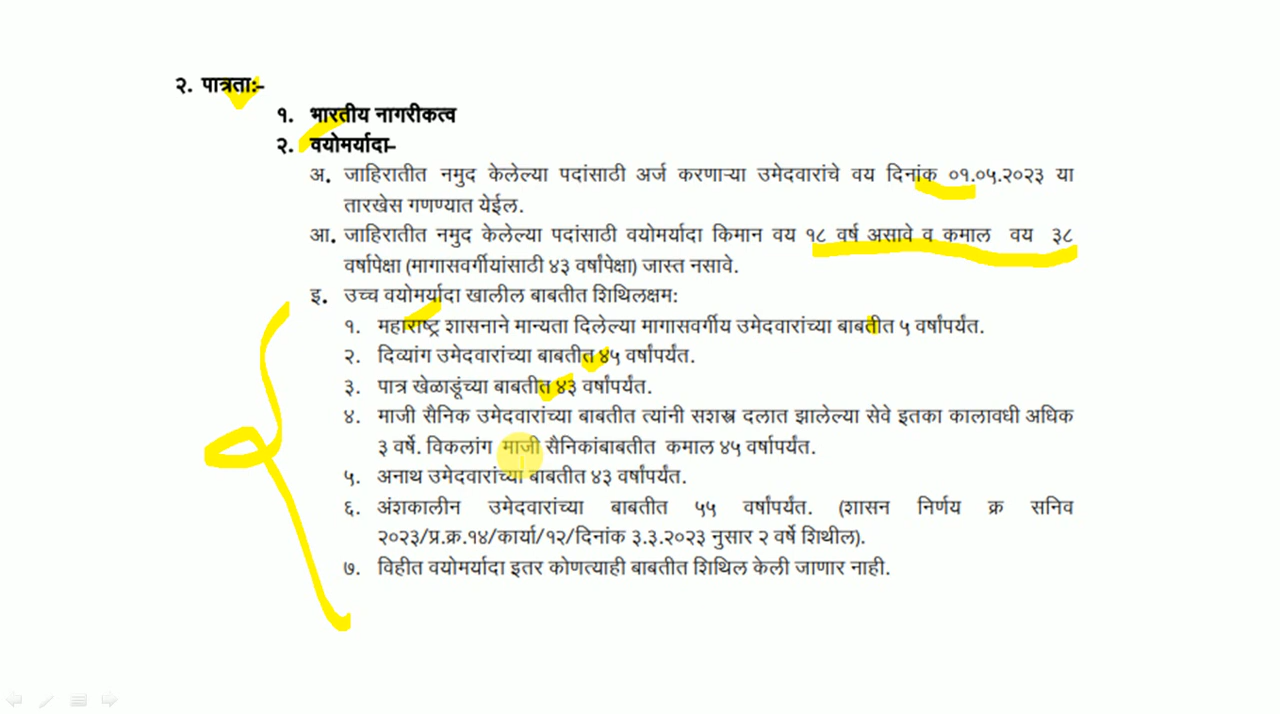 २. पात्रता:-
१. भारतीय नागरीकत्व
२. वयोमर्यादा-
अ. जाहिरातीत नमुद केलेल्या पदांसाठी अर्ज करणाऱ्या उमेदवारांचे वय दिनांक ०१.०५.२०२३ या
तारखेस गणण्यात येईल.
आ. जाहिरातीत नमुद केलेल्या पदांसाठी वयोमर्यादा किमान वय १८ वर्ष असावे व कमाल वय ३८
वर्षापेक्षा (मागासवर्गीयांसाठी ४३ वर्षांपेक्षा) जास्त नसावे.
इ. उच्च वयोमर्यादा खालील बाबतीत शिथिलक्षम:
१. महाराष्ट्र शासनाने मान्यता दिलेल्या मागासवर्गीय उमेदवारांच्या बाबतीत ५ वर्षांपर्यंत.
२. दिव्यांग उमेदवारांच्या बाबतीत ४५ वर्षांपर्यंत.
३. पात्र खेळाडूंच्या बाबतीत ४३ वर्षांपर्यंत.
४. माजी सैनिक उमेदवारांच्या बाबतीत त्यांनी सशस्त्र दलात झालेल्या सेवे इतका कालावधी अधिक
३ वर्षे. विकलांग माजी सैनिकांबाबतीत कमाल ४५ वर्षापर्यंत.
५. अनाथ उमेदवारांच्या बाबतीत ४३ वर्षांपर्यंत.
६. अंशकालीन उमेदवारांच्या बाबतीत ५५ वर्षांपर्यंत. (शासन निर्णय क्र सनिव
२०२३/प्र.क्र.१४/कार्या/१२/दिनांक ३.३.२०२३ नुसार २ वर्षे शिथील).
७. विहीत वयोमर्यादा इतर कोणत्याही बाबतीत शिथिल केली जाणार नाही.